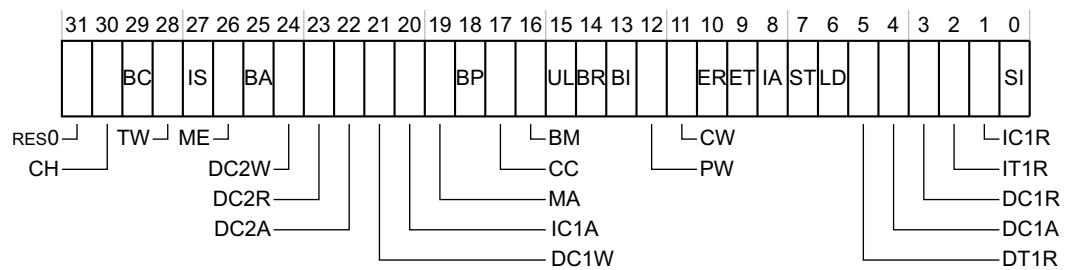 31 30 29 28 27 26 25 24 23 22 21 20 19 18 17 16 15 14 13 12 11 10 9 8 7 6 5 4 3 2 1 0
BC IS BA BP UL BR BI ER ET IA ST LD SI
RES0 TW ME BM CW IC1R
CH DC2W CC PW IT1R
DC2R MA DC1R
DC2A IC1A DC1A
DC1W DT1R